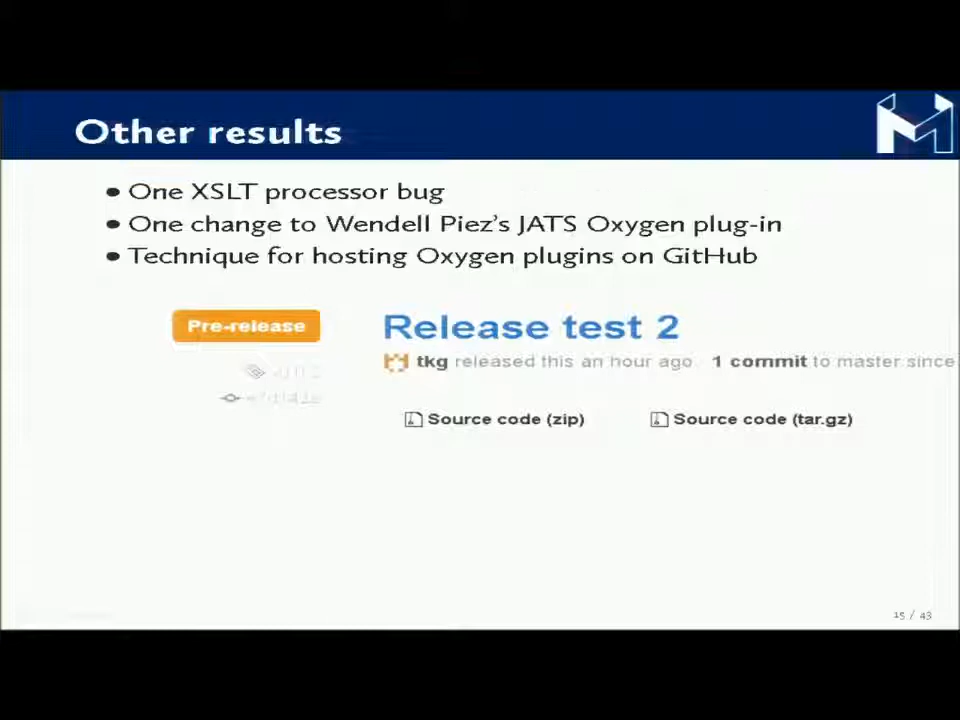 Other results
• One XSLT processor bug
• One change to Wendell Piez's JATS Oxygen plug-in
• Technique for hosting Oxygen plugins on GitHub
Pre-release
Release test 2
tkg released this an hour ago. 1 commit to master since
Source code (zip)
Source code (tar.gz)
15 / 43